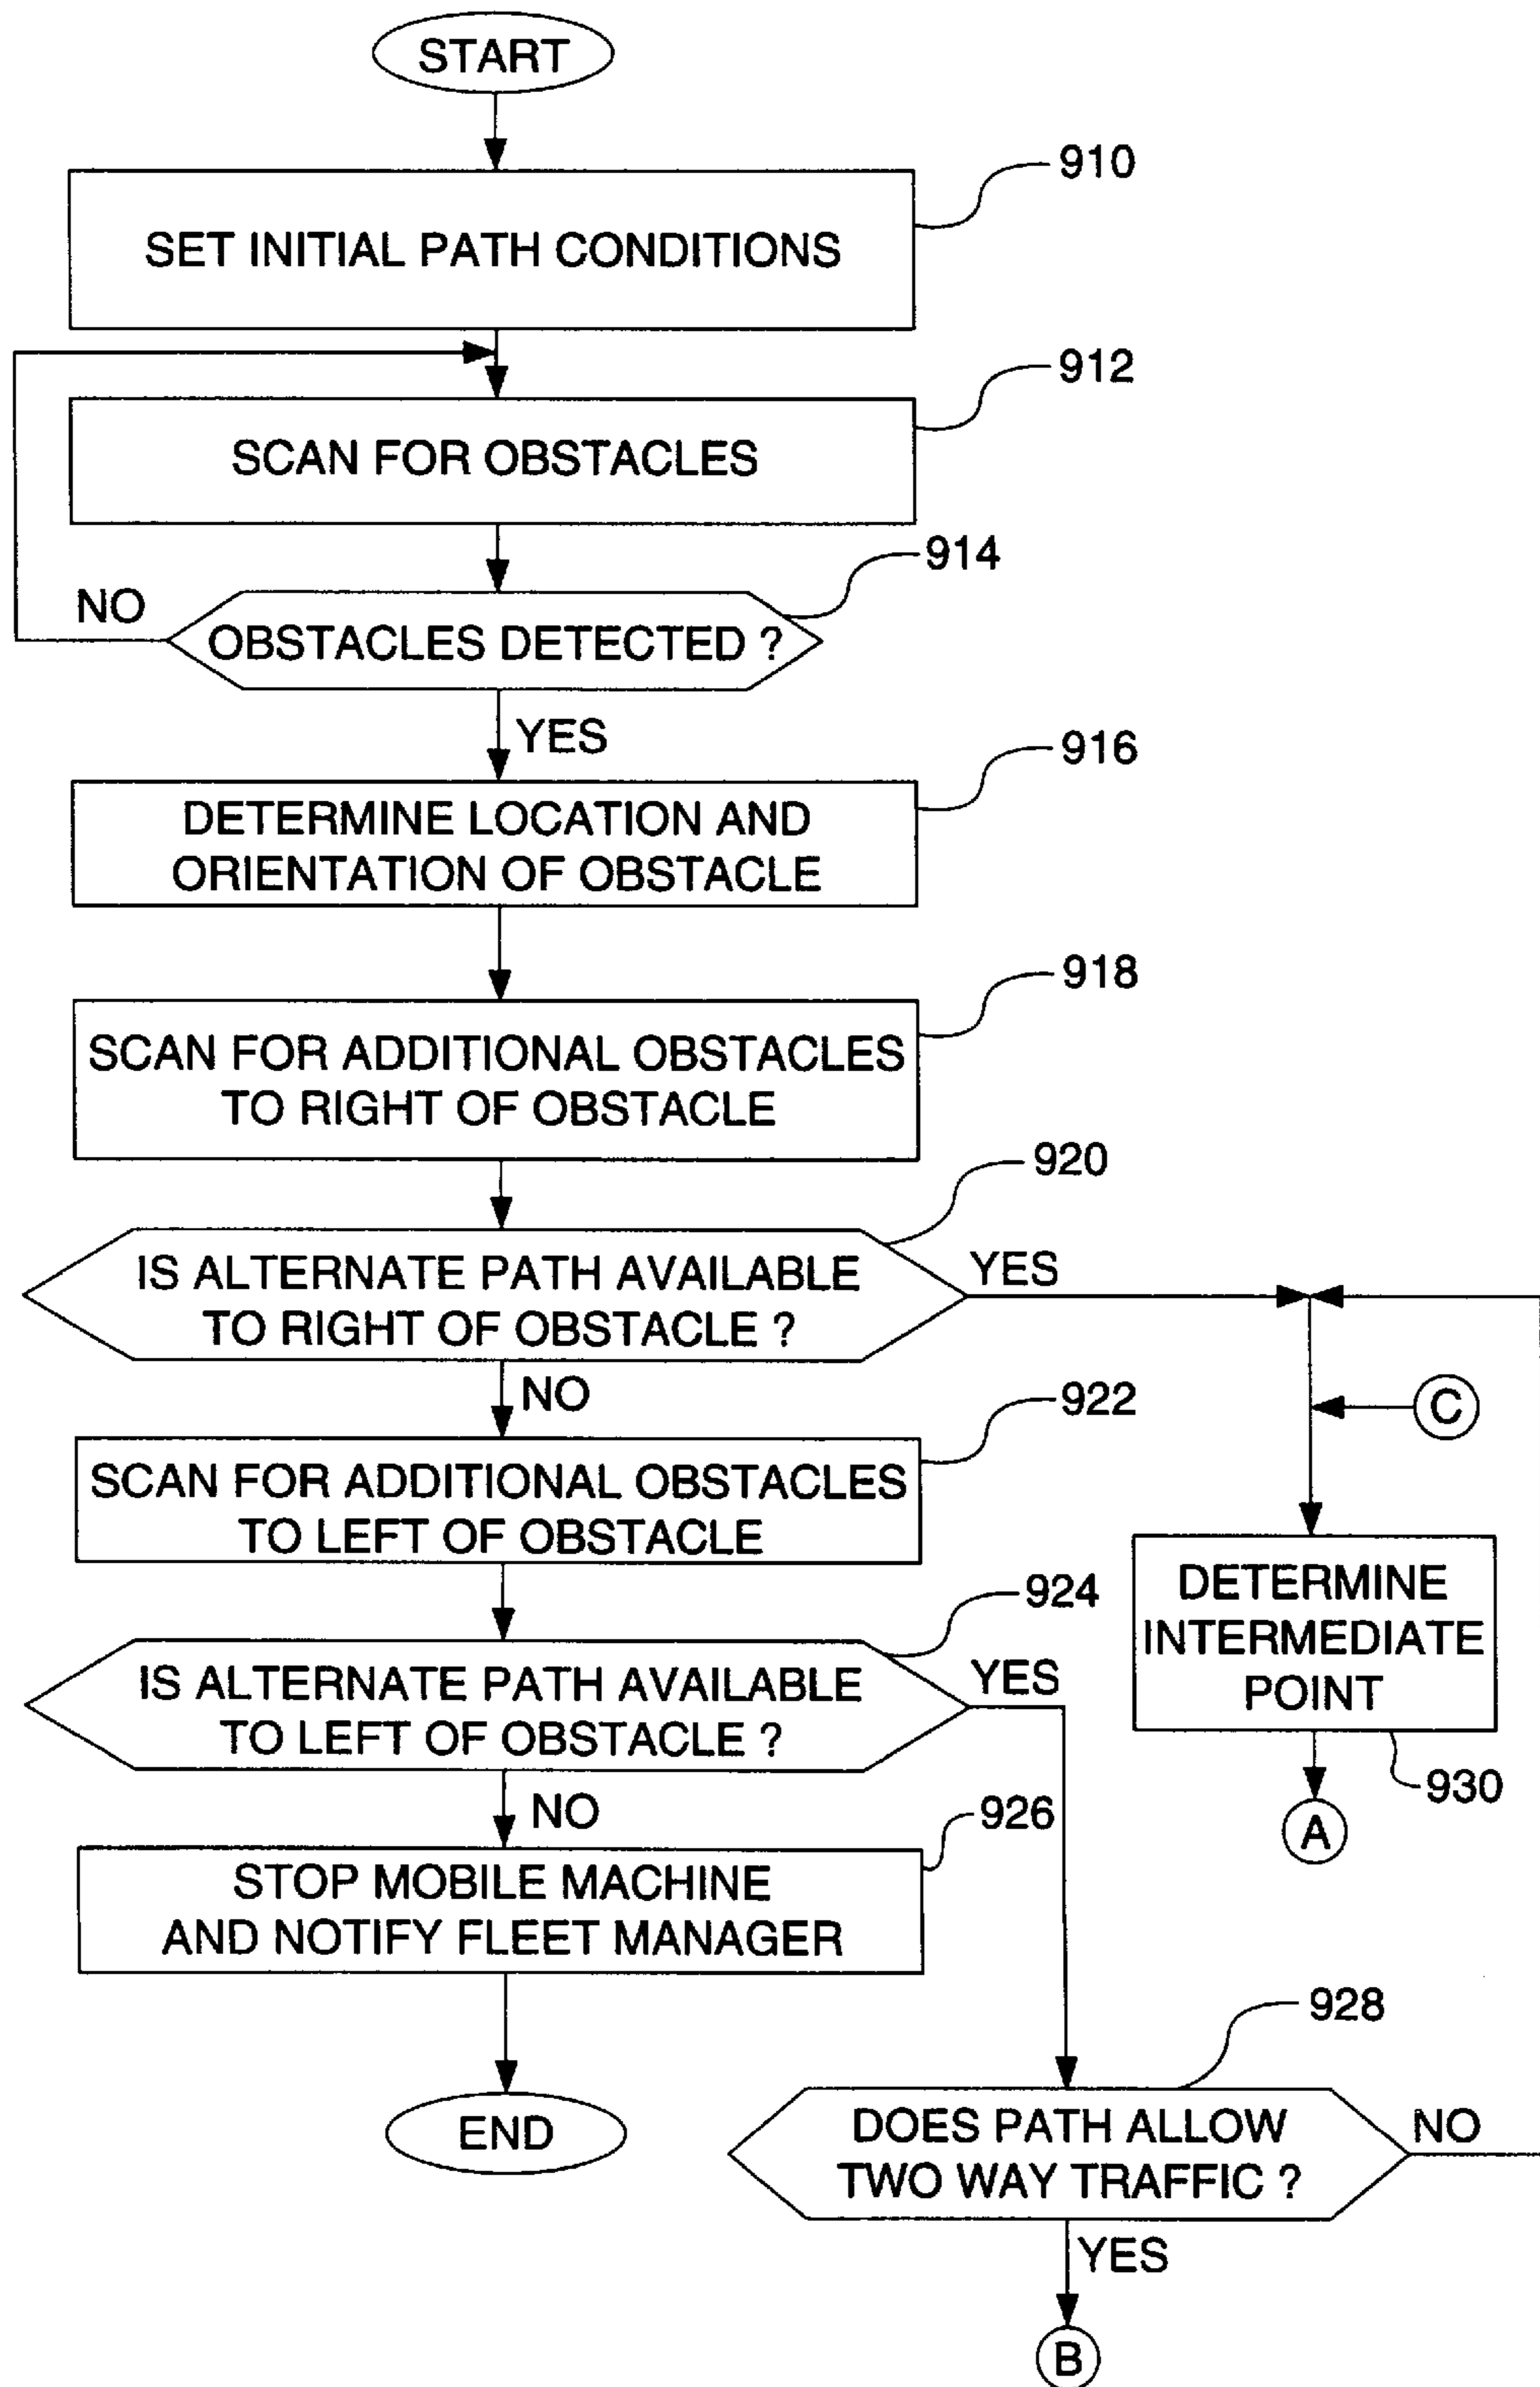 START
910
SET INITIAL PATH CONDITIONS
912
SCAN FOR OBSTACLES
914
NO
OBSTACLES DETECTED ?
YES
916
DETERMINE LOCATION AND
ORIENTATION OF OBSTACLE
918
SCAN FOR ADDITIONAL OBSTACLES
TO RIGHT OF OBSTACLE
920
IS ALTERNATE PATH AVAILABLE
TO RIGHT OF OBSTACLE ?
YES
NO
C
922
SCAN FOR ADDITIONAL OBSTACLES
TO LEFT OF OBSTACLE
924
IS ALTERNATE PATH AVAILABLE
TO LEFT OF OBSTACLE ?
YES
DETERMINE
INTERMEDIATE
POINT
930
A
NO
926
STOP MOBILE MACHINE
AND NOTIFY FLEET MANAGER
END
928
DOES PATH ALLOW
TWO WAY TRAFFIC ?
NO
YES
B